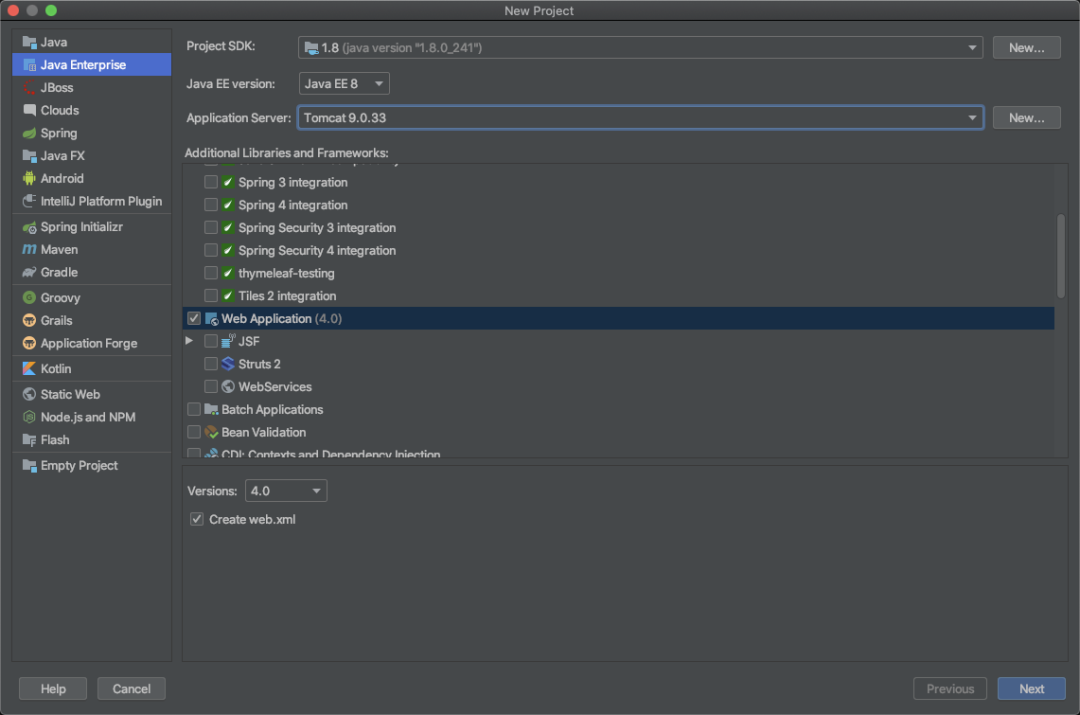 New Project
Java
Java Enterprise
JBoss
Clouds
Spring
Java FX
Android
IntelliJ Platform Plugin
Spring Initializr
Maven
Gradle
Groovy
Grails
Application Forge
Kotlin
Static Web
Node.js and NPM
Flash
Empty Project
Project SDK: 1.8 (java version "1.8.0_241") New...
Java EE version: Java EE 8
Application Server: Tomcat 9.0.33 New...
Additional Libraries and Frameworks:
Spring 3 integration
Spring 4 integration
Spring Security 3 integration
Spring Security 4 integration
thymeleaf-testing
Tiles 2 integration
Web Application (4.0)
JSF
Struts 2
WebServices
Batch Applications
Bean Validation
CDI: Contexts and Dependency Injection
Versions: 4.0
Create web.xml
Help Cancel Previous Next